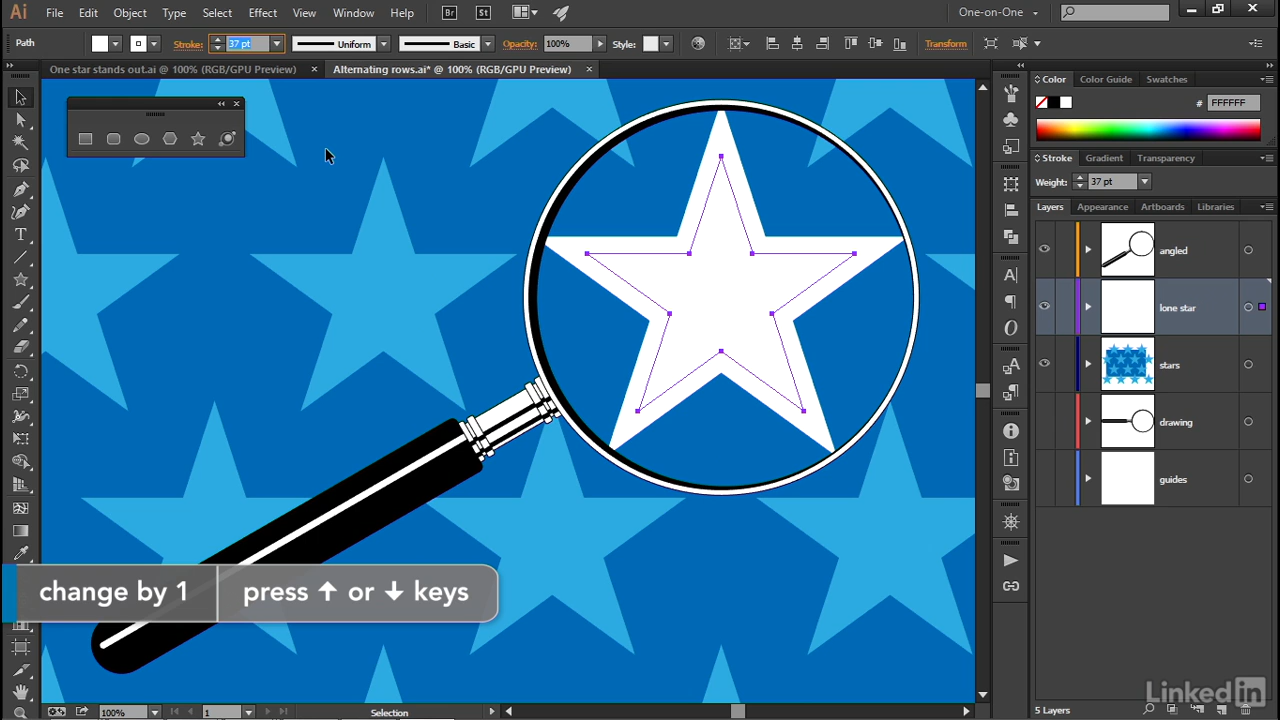 Ai File Edit Object Type Select Effect View Window Help Br St One-on-One
Path Stroke: 37 pt Uniform Basic Opacity: 100% Style: Transform
One star stands out.ai @ 100% (RGB/GPU Preview) × Alternating rows.ai* @ 100% (RGB/GPU Preview) ×
Color Color Guide Swatches
# FFFFFF
Stroke Gradient Transparency
Weight: 37 pt
Layers Appearance Artboards Libraries
angled
lone star
stars
drawing
guides
change by 1 press ↑ or ↓ keys
LinkedIn
100% 1 Selection 5 Layers